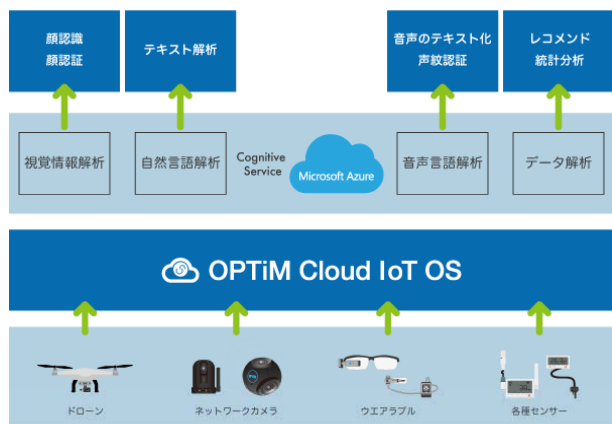 顔認識
顔認証
テキスト解析
音声のテキスト化
声紋認証
レコメンド
統計分析
視覚情報解析
自然言語解析
Cognitive
Service
Microsoft Azure
音声言語解析
データ解析
OPTiM Cloud IoT OS
ドローン
ネットワークカメラ
ウエアラブル
各種センサー